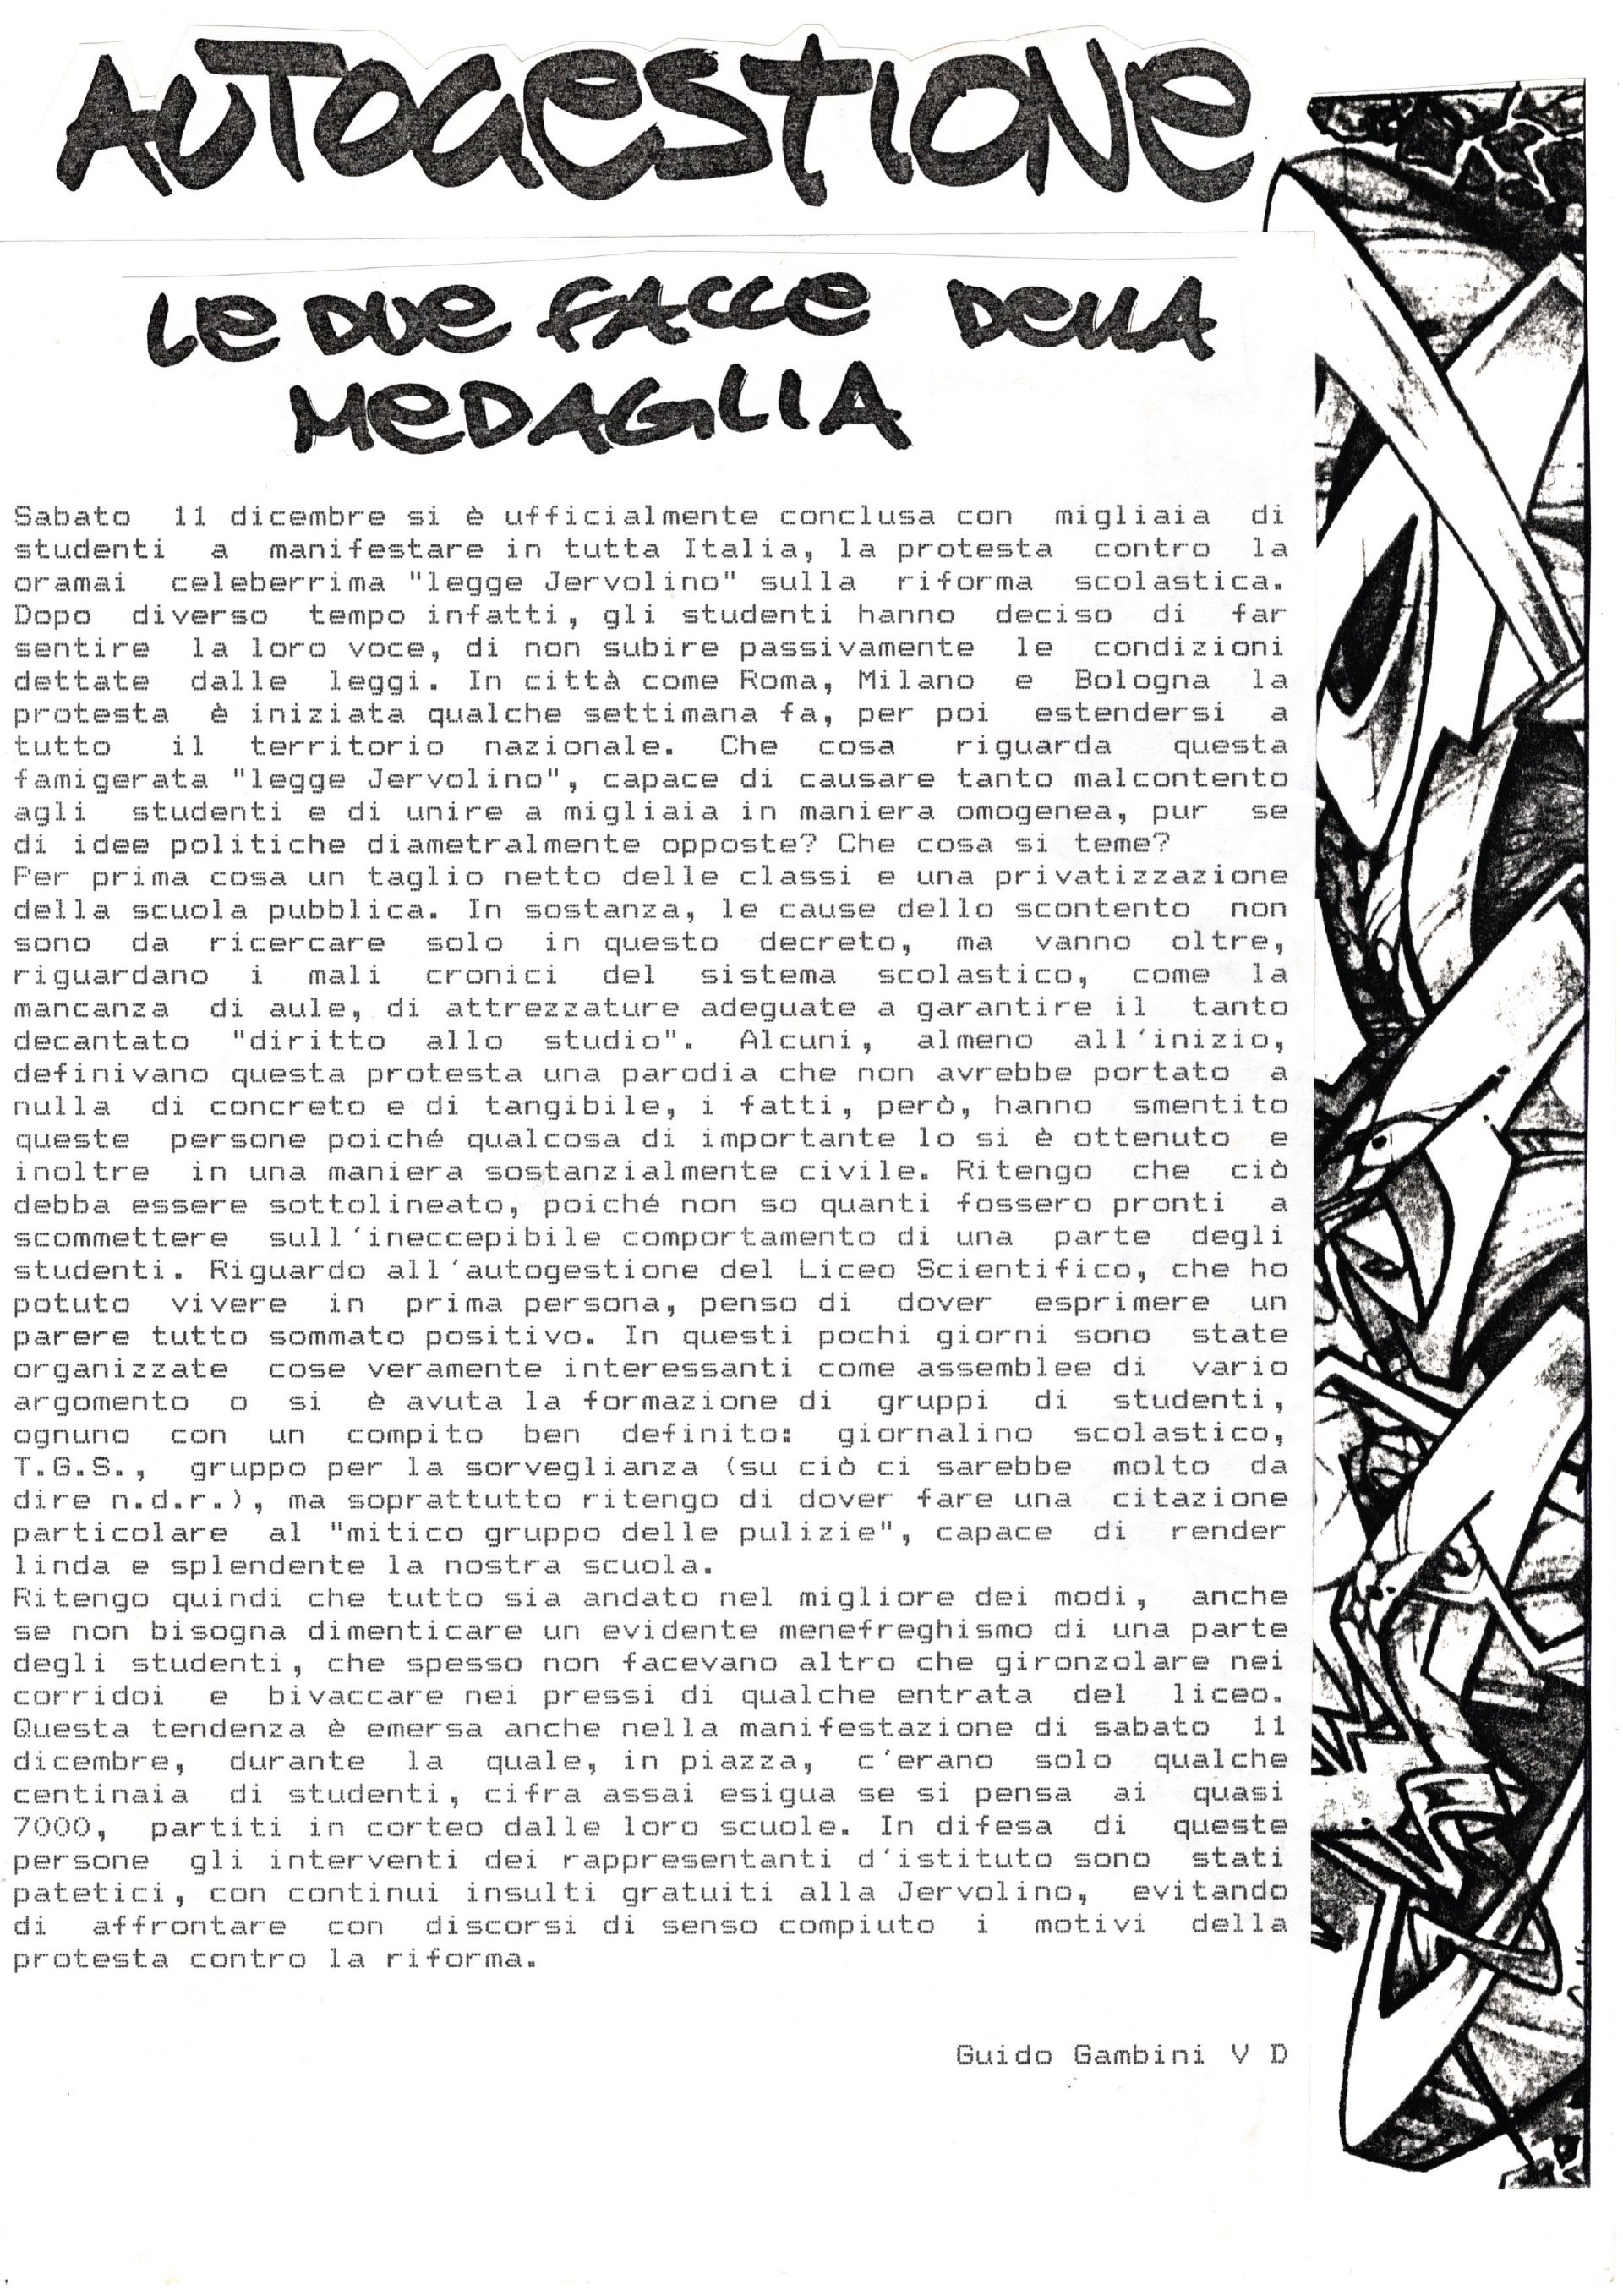 AUTOGESTIONE
LE DUE FACCE DELLA
MEDAGLIA
Sabato 11 dicembre si è ufficialmente conclusa con migliaia di
studenti a manifestare in tutta Italia, la protesta contro la
oramai celeberrima "legge Jervolino" sulla riforma scolastica.
Dopo diverso tempo infatti, gli studenti hanno deciso di far
sentire la loro voce, di non subire passivamente le condizioni
dettate dalle leggi. In città come Roma, Milano e Bologna la
protesta è iniziata qualche settimana fa, per poi estendersi a
tutto il territorio nazionale. Che cosa riguarda questa
famigerata "legge Jervolino", capace di causare tanto malcontento
agli studenti e di unire a migliaia in maniera omogenea, pur se
di idee politiche diametralmente opposte? Che cosa si teme?
Per prima cosa un taglio netto delle classi e una privatizzazione
della scuola pubblica. In sostanza, le cause dello scontento non
sono da ricercare solo in questo decreto, ma vanno oltre,
riguardano i mali cronici del sistema scolastico, come la
mancanza di aule, di attrezzature adeguate a garantire il tanto
decantato "diritto allo studio". Alcuni, almeno all'inizio,
definivano questa protesta una parodia che non avrebbe portato a
nulla di concreto e di tangibile, i fatti, però, hanno smentito
queste persone poiché qualcosa di importante lo si è ottenuto e
inoltre in una maniera sostanzialmente civile. Ritengo che ciò
debba essere sottolineato, poiché non so quanti fossero pronti a
scommettere sull'ineccepibile comportamento di una parte degli
studenti. Riguardo all'autogestione del Liceo Scientifico, che ho
potuto vivere in prima persona, penso di dover esprimere un
parere tutto sommato positivo. In questi pochi giorni sono state
organizzate cose veramente interessanti come assemblee di vario
argomento o si è avuta la formazione di gruppi di studenti,
ognuno con un compito ben definito: giornalino scolastico,
T.G.S., gruppo per la sorveglianza (su ciò ci sarebbe molto da
dire n.d.r.), ma soprattutto ritengo di dover fare una citazione
particolare al "mitico gruppo delle pulizie", capace di render
linda e splendente la nostra scuola.
Ritengo quindi che tutto sia andato nel migliore dei modi, anche
se non bisogna dimenticare un evidente menefreghismo di una parte
degli studenti, che spesso non facevano altro che gironzolare nei
corridoi e bivaccare nei pressi di qualche entrata del liceo.
Questa tendenza è emersa anche nella manifestazione di sabato 11
dicembre, durante la quale, in piazza, c'erano solo qualche
centinaia di studenti, cifra assai esigua se si pensa ai quasi
7000, partiti in corteo dalle loro scuole. In difesa di queste
persone gli interventi dei rappresentanti d'istituto sono stati
patetici, con continui insulti gratuiti alla Jervolino, evitando
di affrontare con discorsi di senso compiuto i motivi della
protesta contro la riforma.
Guido Gambini V D